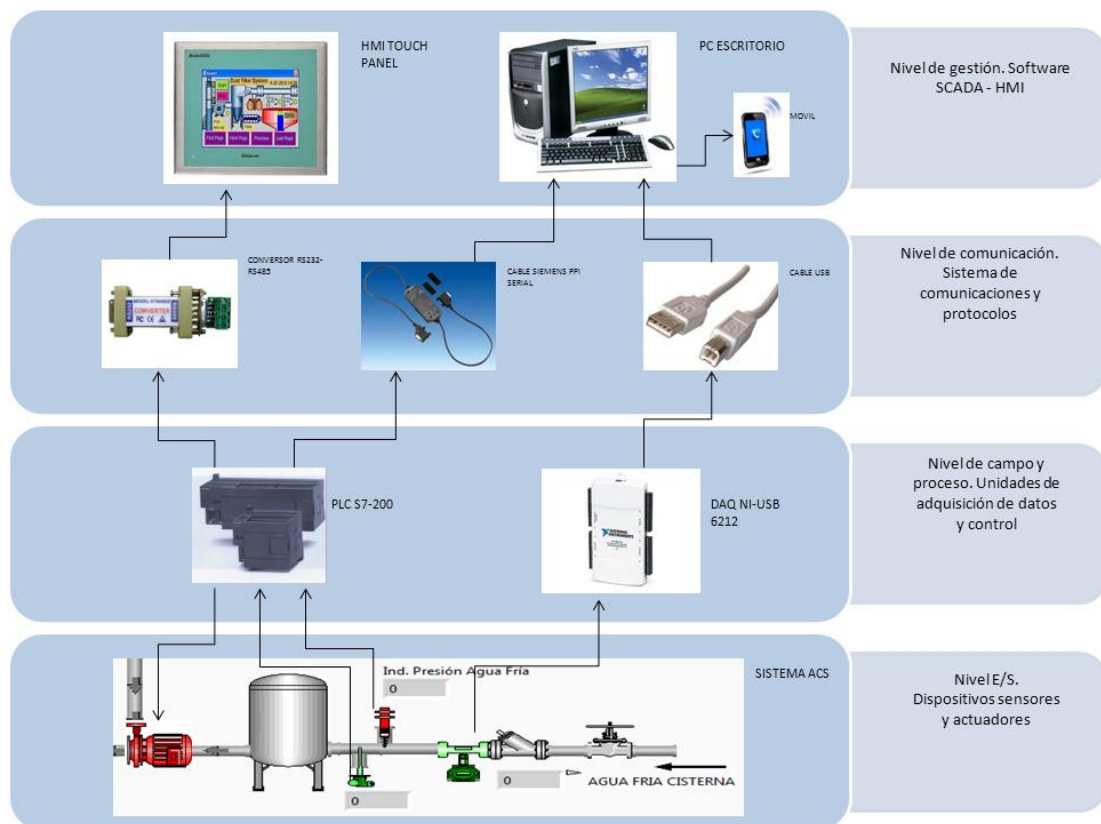 HMI TOUCH
PANEL
PC ESCRITORIO
MOVIL
Nivel de gestión. Software
SCADA - HMI
CONVERSOR RS232-
RS485
CABLE SIEMENS PPI
SERIAL
CABLE USB
CONVERTER
Nivel de comunicación.
Sistema de
comunicaciones y
protocolos
PLC S7-200
DAQ NI-USB
6212
NATIONAL
INSTRUMENTS
Nivel de campo y
proceso. Unidades de
adquisición de datos
y control
Ind. Presión Agua Fría
0
SISTEMA ACS
0
AGUA FRIA CISTERNA
0
Nivel E/S.
Dispositivos sensores
y actuadores